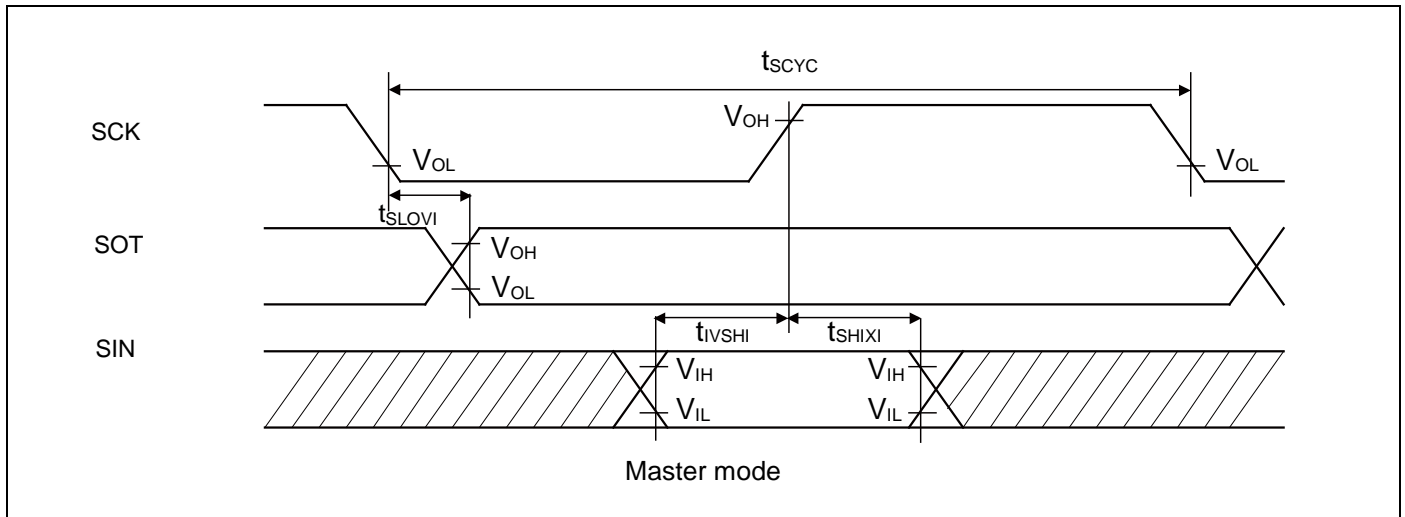 tSCYC
SCK
VOH
VOL
VOL
tSLOVI
SOT
VOH
VOL
tIVSHI
tSHIXI
SIN
VIH
VIH
VIL
VIL
Master mode